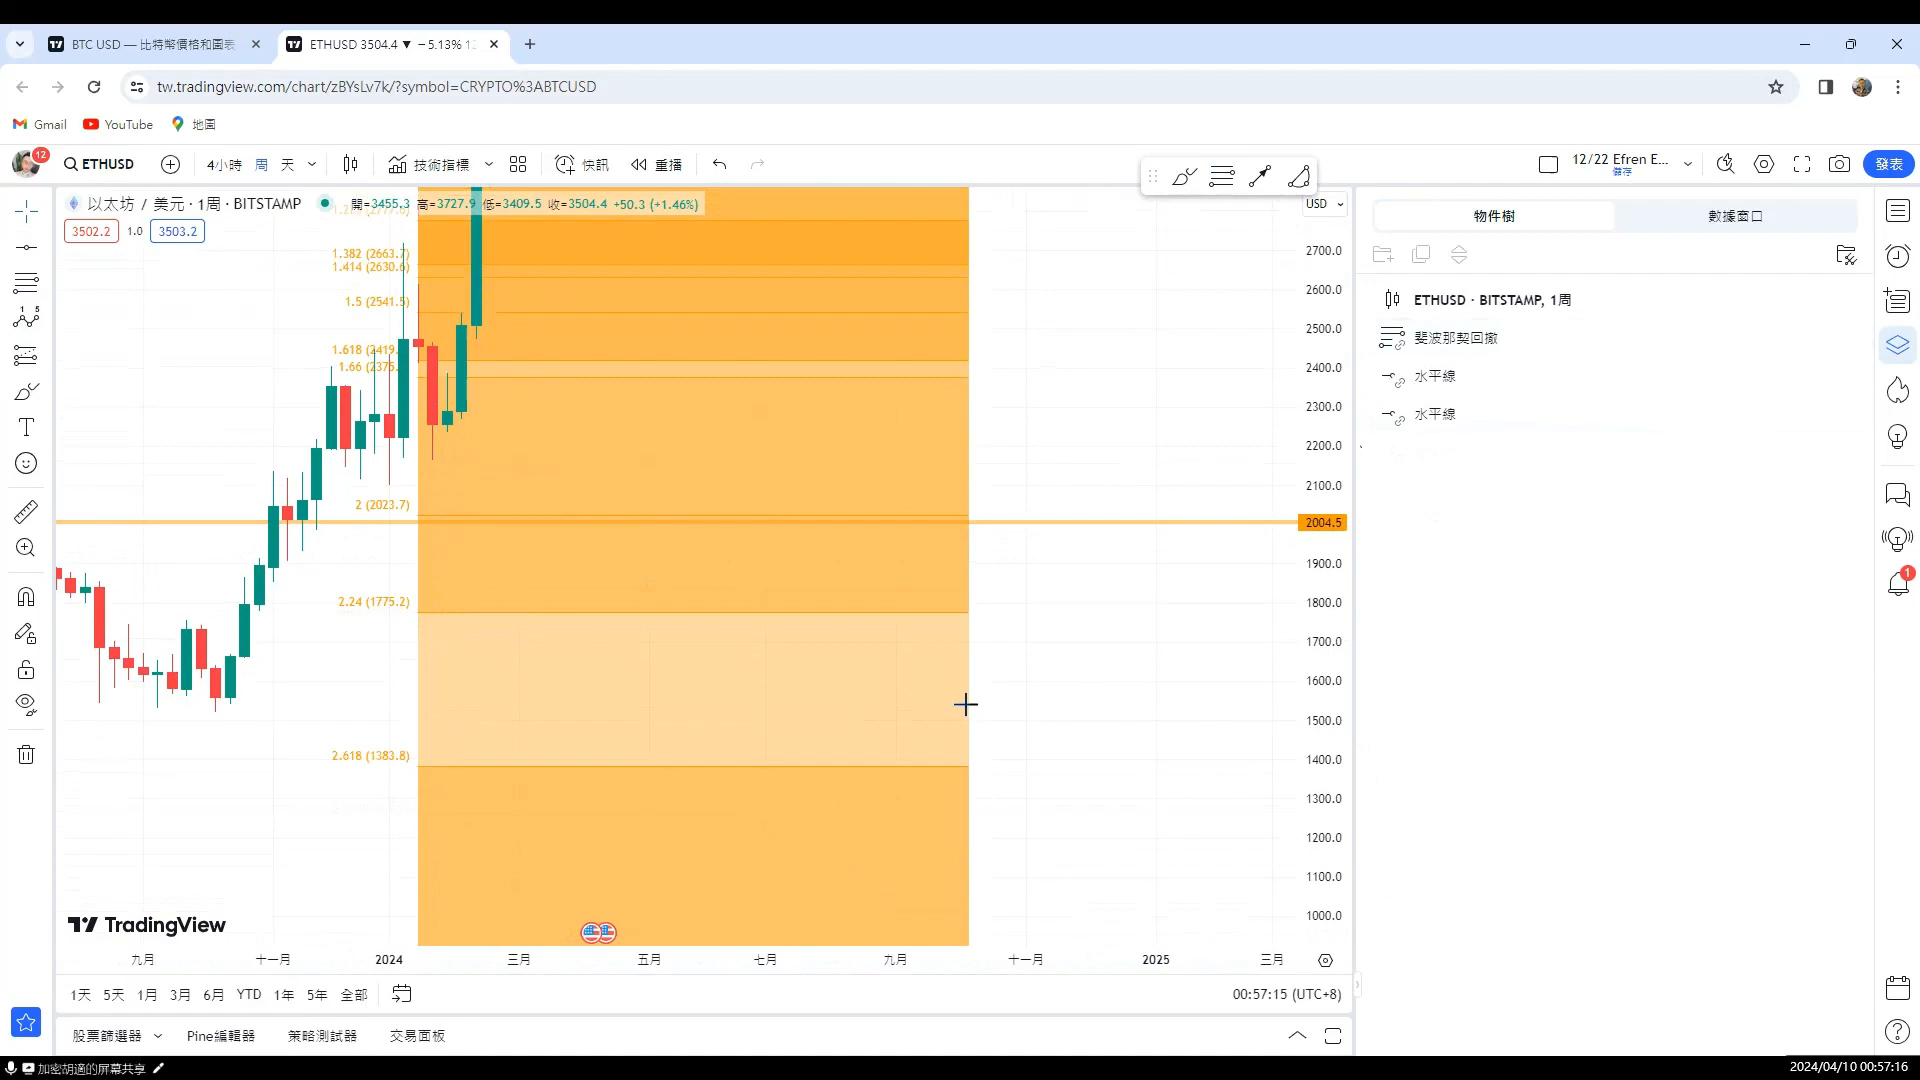 BTC USD — 比特幣價格和圖表
ETHUSD 3504.4 ▼ −5.13% 12
tw.tradingview.com/chart/zBYsLv7k/?symbol=CRYPTO%3ABTCUSD
Gmail YouTube 地圖
12 ETHUSD 4小時 周 天 技術指標 快訊 重播
12/22 Efren E...
儲存
發表
以太坊 / 美元 · 1周 · BITSTAMP 開=3455.3 高=3727.9 低=3409.5 收=3504.4 +50.3 (+1.46%)
USD
3502.2 1.0 3503.2
物件樹 數據窗口
ETHUSD · BITSTAMP, 1周
斐波那契回撤
水平線
水平線
1.382 (2663.7)
1.414 (2630.6)
1.5 (2541.5)
1.618 (2419.
1.66 (2375.
2 (2023.7)
2.24 (1775.2)
2.618 (1383.8)
2700.0
2600.0
2500.0
2400.0
2300.0
2200.0
2100.0
2004.5
1900.0
1800.0
1700.0
1600.0
1500.0
1400.0
1300.0
1200.0
1100.0
1000.0
1
TradingView
九月 十一月 2024 三月 五月 七月 九月 十一月 2025 三月
1天 5天 1月 3月 6月 YTD 1年 5年 全部
00:57:15 (UTC+8)
股票篩選器 Pine編輯器 策略測試器 交易面板
加密胡適的屏幕共享
2024/04/10 00:57:16